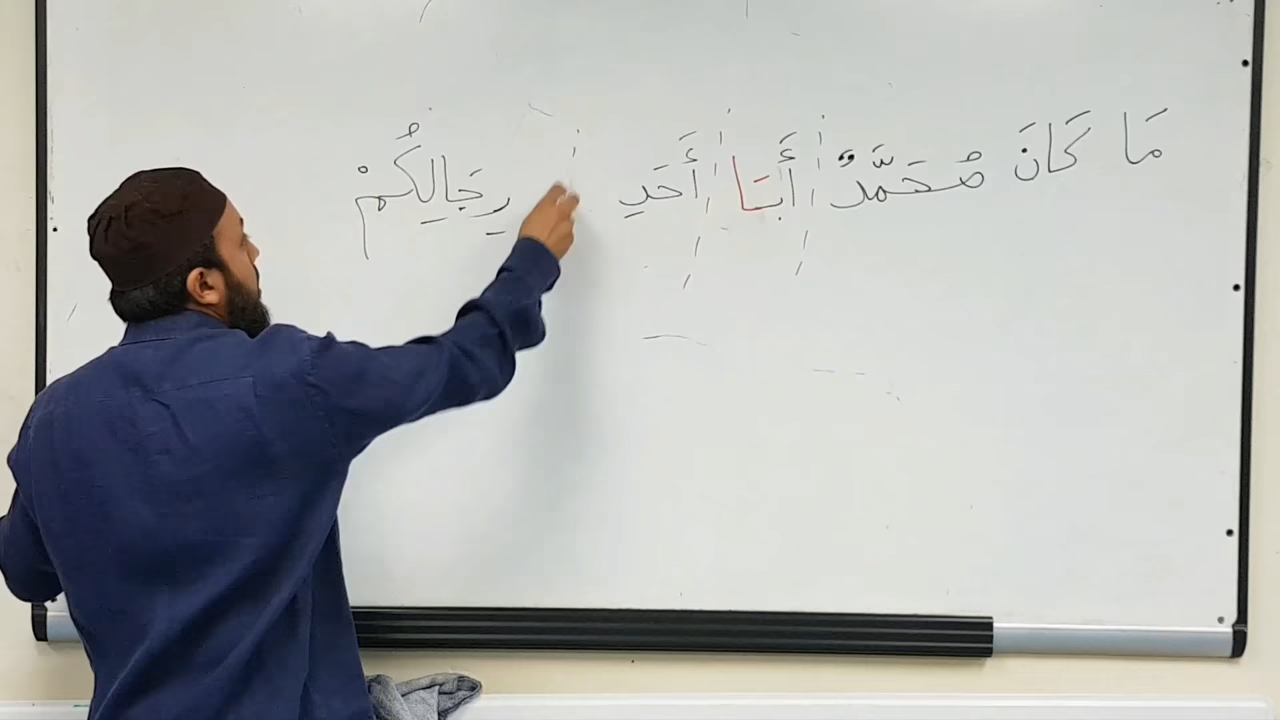 مَا كَانَ مُحَمَّدٌ أَبَا أَحَدِ رِجَالِكُمْ